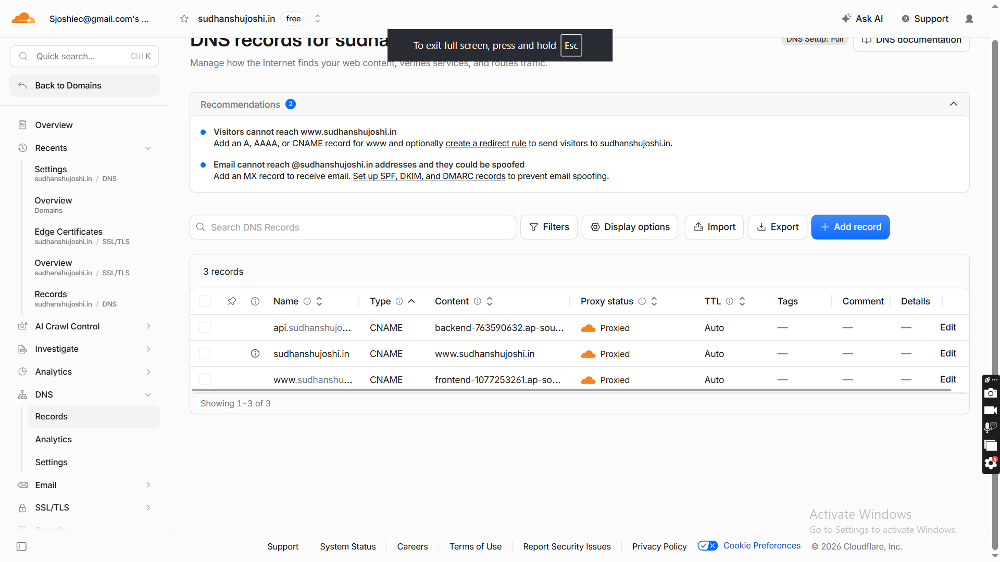 Sjoshiec@gmail.com's ...
sudhanshujoshi.in
free
Ask AI
Support
Quick search...
Ctrl K
Back to Domains
Overview
Recents
Settings
sudhanshujoshi.in / DNS
Overview
Domains
Edge Certificates
sudhanshujoshi.in / SSL/TLS
Overview
sudhanshujoshi.in / SSL/TLS
Records
sudhanshujoshi.in / DNS
AI Crawl Control
Investigate
Analytics
DNS
Records
Analytics
Settings
Email
SSL/TLS
Security
To exit full screen, press and hold Esc
DNS records for sudha
DNS Setup: Full
DNS documentation
Manage how the Internet finds your web content, verifies services, and routes traffic.
Recommendations 2
Visitors cannot reach www.sudhanshujoshi.in
Add an A, AAAA, or CNAME record for www and optionally create a redirect rule to send visitors to sudhanshujoshi.in.
Email cannot reach @sudhanshujoshi.in addresses and they could be spoofed
Add an MX record to receive email. Set up SPF, DKIM, and DMARC records to prevent email spoofing.
Search DNS Records
Filters
Display options
Import
Export
+ Add record
3 records
Name Type Content Proxy status TTL Tags Comment Details
api.sudhanshujo... CNAME backend-763590632.ap-sou... Proxied Auto — — — Edit
sudhanshujoshi.in CNAME www.sudhanshujoshi.in Proxied Auto — — — Edit
www.sudhanshu... CNAME frontend-1077253261.ap-so... Proxied Auto — — — Edit
Showing 1-3 of 3
5
Activate Windows
Go to Settings to activate Windows.
Support
System Status
Careers
Terms of Use
Report Security Issues
Privacy Policy
Cookie Preferences
© 2026 Cloudflare, Inc.